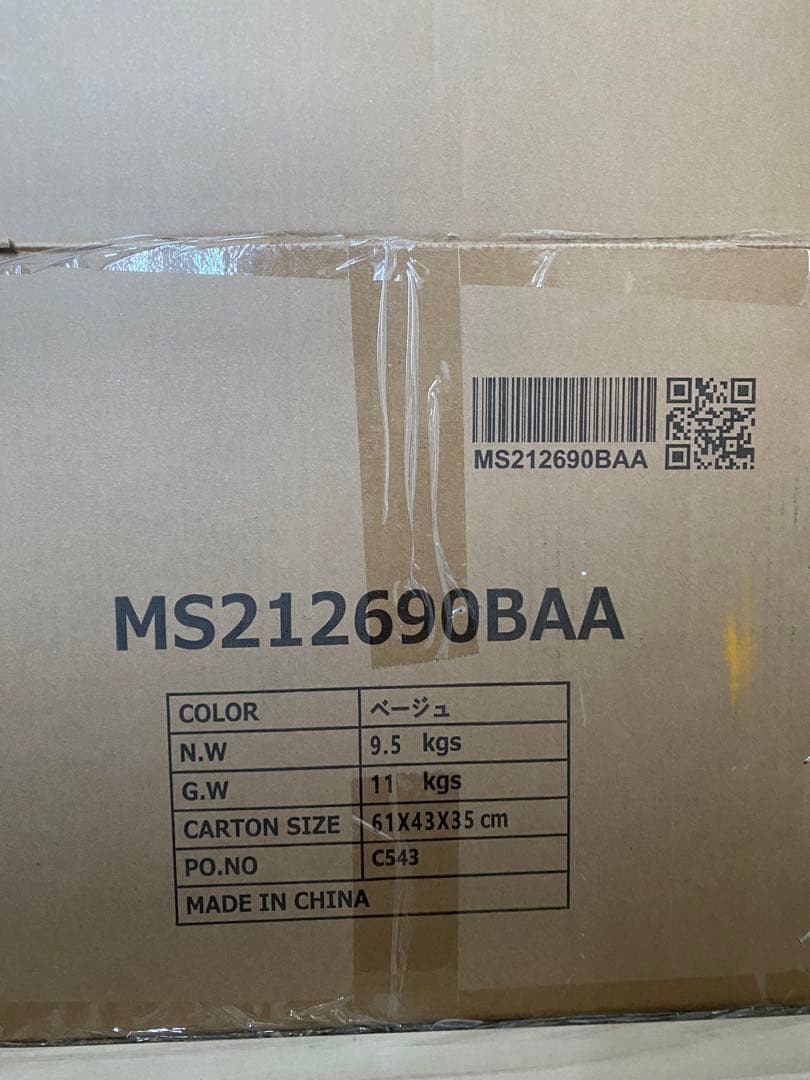 MS212690BAA
MS212690BAA
COLOR ベージュ
N.W 9.5 kgs
G.W 11 kgs
CARTON SIZE 61X43X35 cm
PO.NO C543
MADE IN CHINA